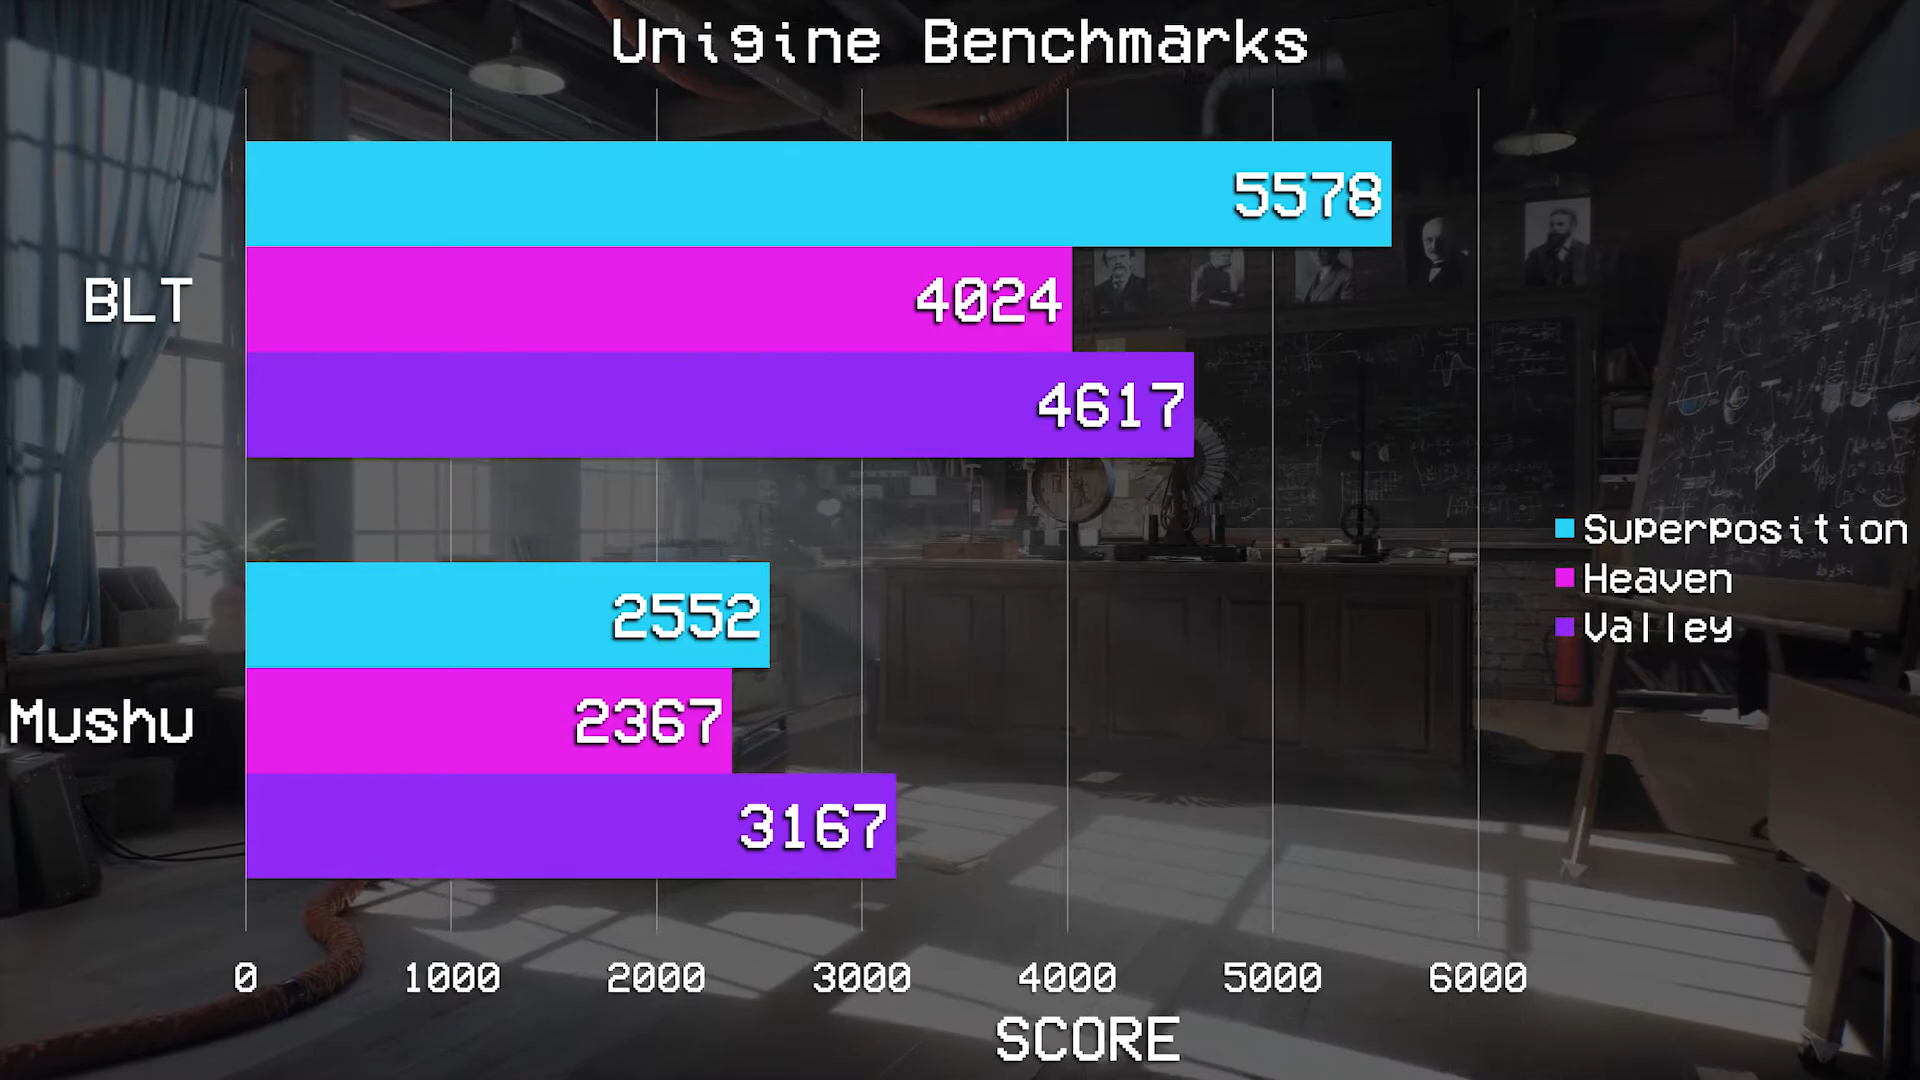 Unigine Benchmarks
5578
BLT
4024
4617
2552
Mushu
2367
3167
Superposition
Heaven
Valley
0 1000 2000 3000 4000 5000 6000
SCORE